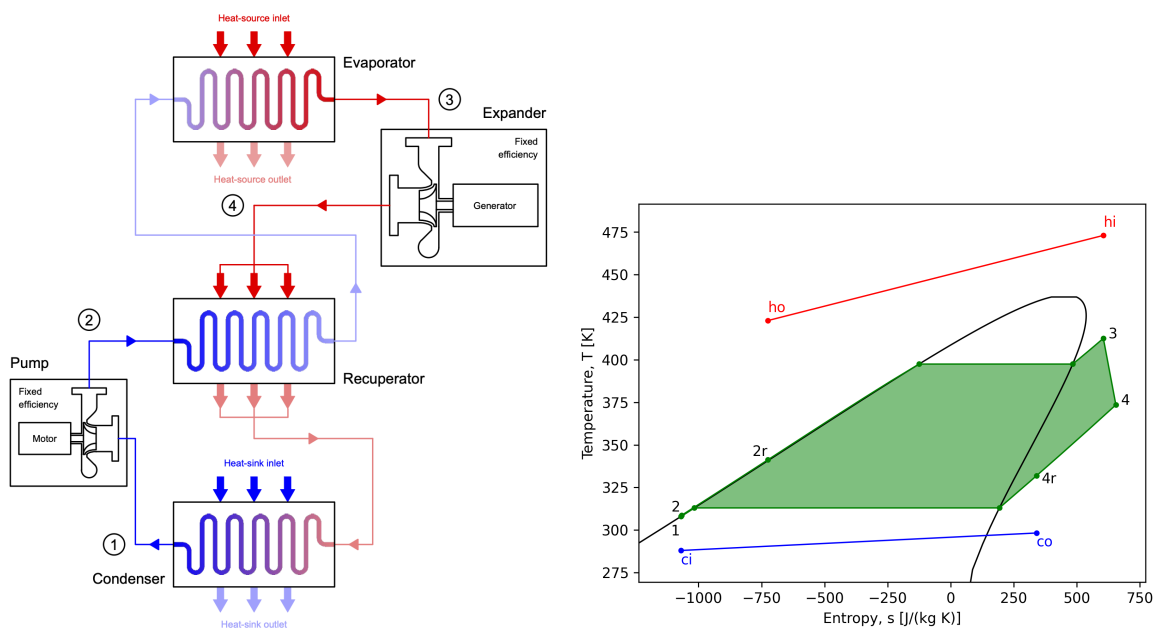 Heat-source inlet
Evaporator
3
Expander
Fixed
efficiency
Heat-source outlet
4
Generator
2
Pump
Recuperator
Fixed
efficiency
Motor
Heat-sink inlet
1
Condenser
Heat-sink outlet
hi
ho
3
4
2r
4r
2
1
ci
co
475
450
425
400
375
350
325
300
275
Temperature, T [K]
−1000
−750
−500
−250
0
250
500
750
Entropy, s [J/(kg K)]